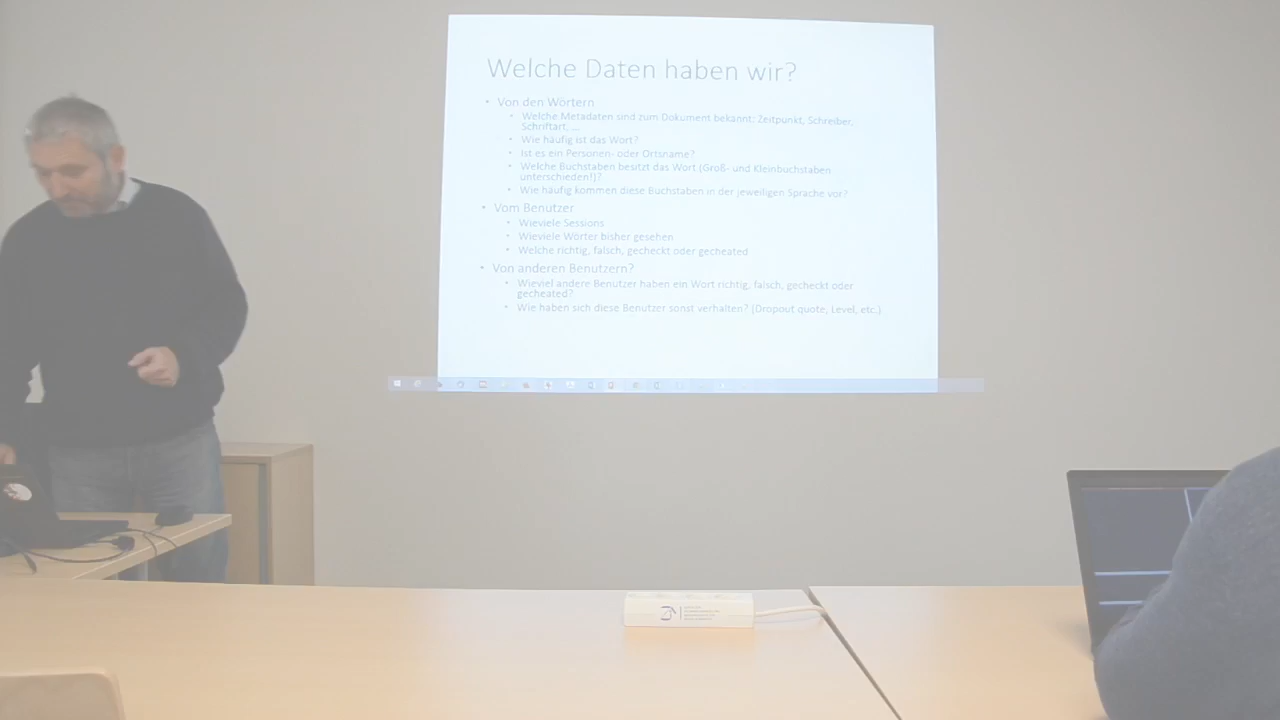 Welche Daten haben wir?
• Von den Wörtern
• Welche Metadaten und zum Dokument bekannt: Zeitpunkt, Schreiber,
Schriftart, ...
• Wie häufig ist das Wort?
• Ist es ein Personen- oder Ortsname?
• Welche Buchstaben besitzt das Wort (Groß- und Kleinbuchstaben
unterschieden!)?
• Wie häufig kommen diese Buchstaben in der jeweiligen Sprache vor?
• Vom Benutzer
• Wieviele Sessions
• Wieviele Wörter bisher gesehen
• Welche richtig, falsch, gecheckt oder gecheated
• Von anderen Benutzern?
• Wieviel andere Benutzer haben ein Wort richtig, falsch, gecheckt oder
gecheated?
• Wie haben sich diese Benutzer sonst verhalten? (Dropout quote, Level, etc.)